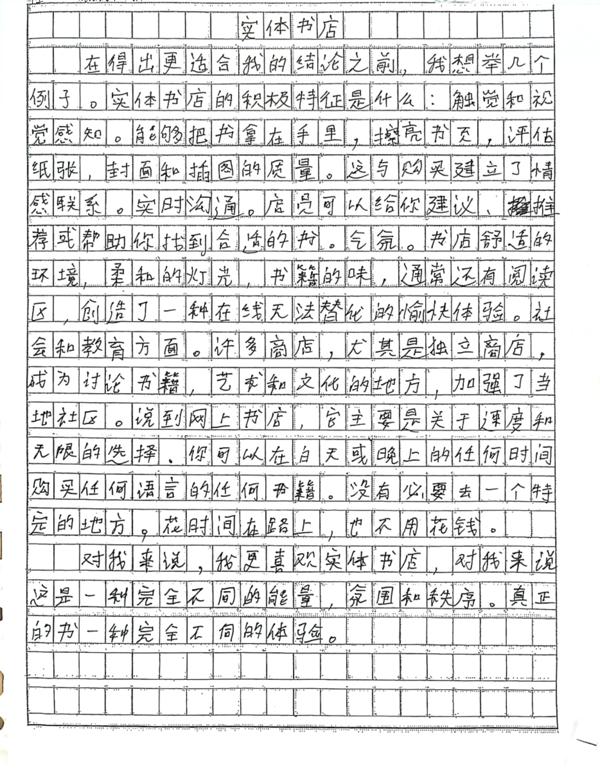 实体书店
在得出更适合我的结论之前，我想举几个
例子。实体书店的积极特征是什么：触觉和视
觉感知。能够把书拿在手里，擦亮书页，评估
纸张，封面和插图的质量。这与购买建立了情
感联系。实时沟通。店员可以给你建议、推
荐或帮助你找到合适的书。气氛。书店舒适的
环境，柔和的灯光，书籍的味，通常还有阅读
区，创造了一种在线无法替代的愉快体验。社
会和教育方面。许多商店，尤其是独立商店，
成为讨论书籍，艺术和文化的地方，加强了当
地社区。说到网上书店，它主要是关于速度和
无限的选择、你可以在白天或晚上的任何时间
购买任何语言的任何书籍。没有必要去一个特
定的地方。花时间在路上，也不用花钱。
对我来说，我更喜欢实体书店，对我来说
这是一种完全不同的能量，氛围和秩序。真正
的书一种完全不同的体验。